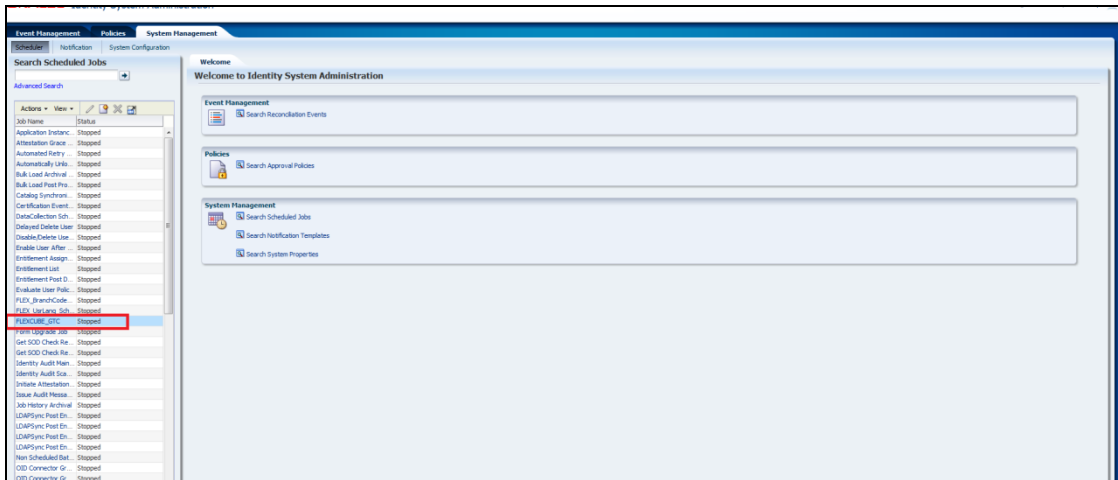 Identity System Administration
Event Management Policies System Management
Scheduler Notification System Configuration
Search Scheduled Jobs
Advanced Search
Actions View
Job Name Status
Application Instanc... Stopped
Attestation Grace ... Stopped
Automated Retry ... Stopped
Automatically Unlo... Stopped
Bulk Load Archival ... Stopped
Bulk Load Post Pro... Stopped
Catalog Synchroni... Stopped
Certification Event... Stopped
DataCollection Sch... Stopped
Delayed Delete User Stopped
Disable/Delete Use... Stopped
Enable User After ... Stopped
Entitlement Assign... Stopped
Entitlement List Stopped
Entitlement Post D... Stopped
Evaluate User Polic... Stopped
FLEX_BranchCode... Stopped
FLEX_UsrLang_Sch... Stopped
FLEXCUBE_GTC Stopped
Form Upgrade Job Stopped
Get SOD Check Re... Stopped
Get SOD Check Re... Stopped
Identity Audit Main... Stopped
Identity Audit Sca... Stopped
Initiate Attestation... Stopped
Issue Audit Messa... Stopped
Job History Archival Stopped
LDAPSync Post En... Stopped
LDAPSync Post En... Stopped
LDAPSync Post En... Stopped
LDAPSync Post En... Stopped
Non Scheduled Bat... Stopped
OID Connector Gr... Stopped
OID Connector Gr... Stopped
Welcome
Welcome to Identity System Administration
Event Management
Search Reconciliation Events
Policies
Search Approval Policies
System Management
Search Scheduled Jobs
Search Notification Templates
Search System Properties